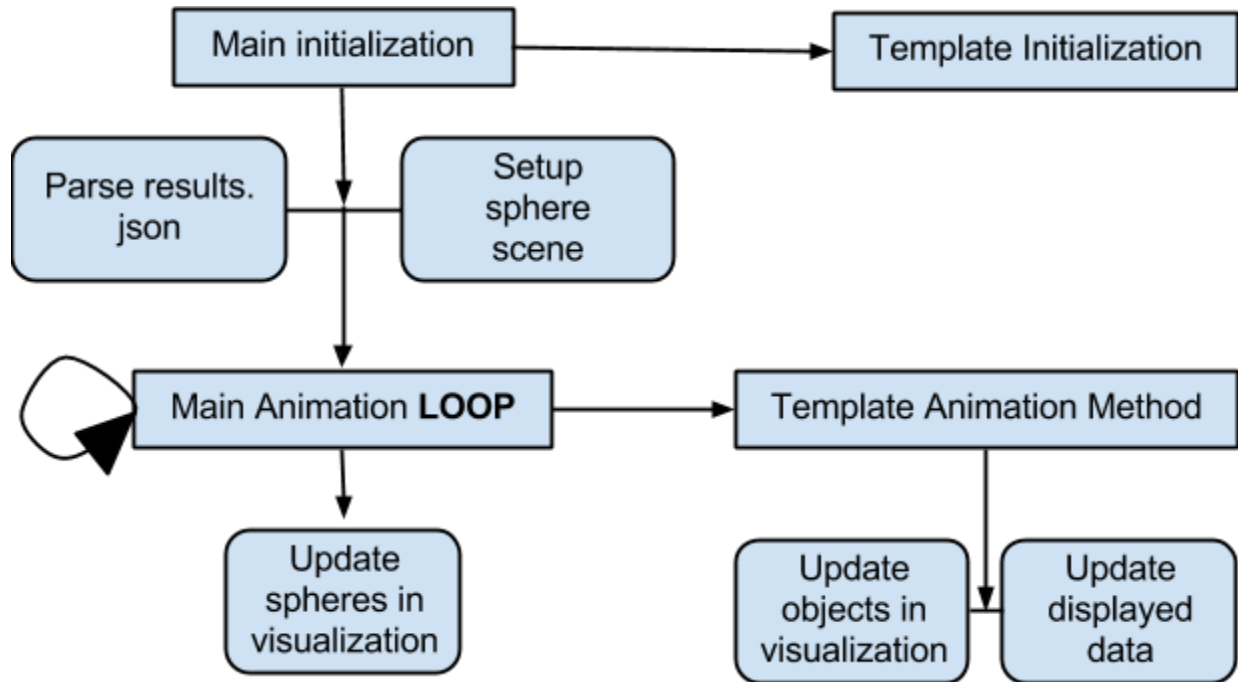 Main initialization
Template Initialization
Parse results.
json
Setup
sphere
scene
Main Animation LOOP
Template Animation Method
Update
spheres in
visualization
Update
objects in
visualization
Update
displayed
data